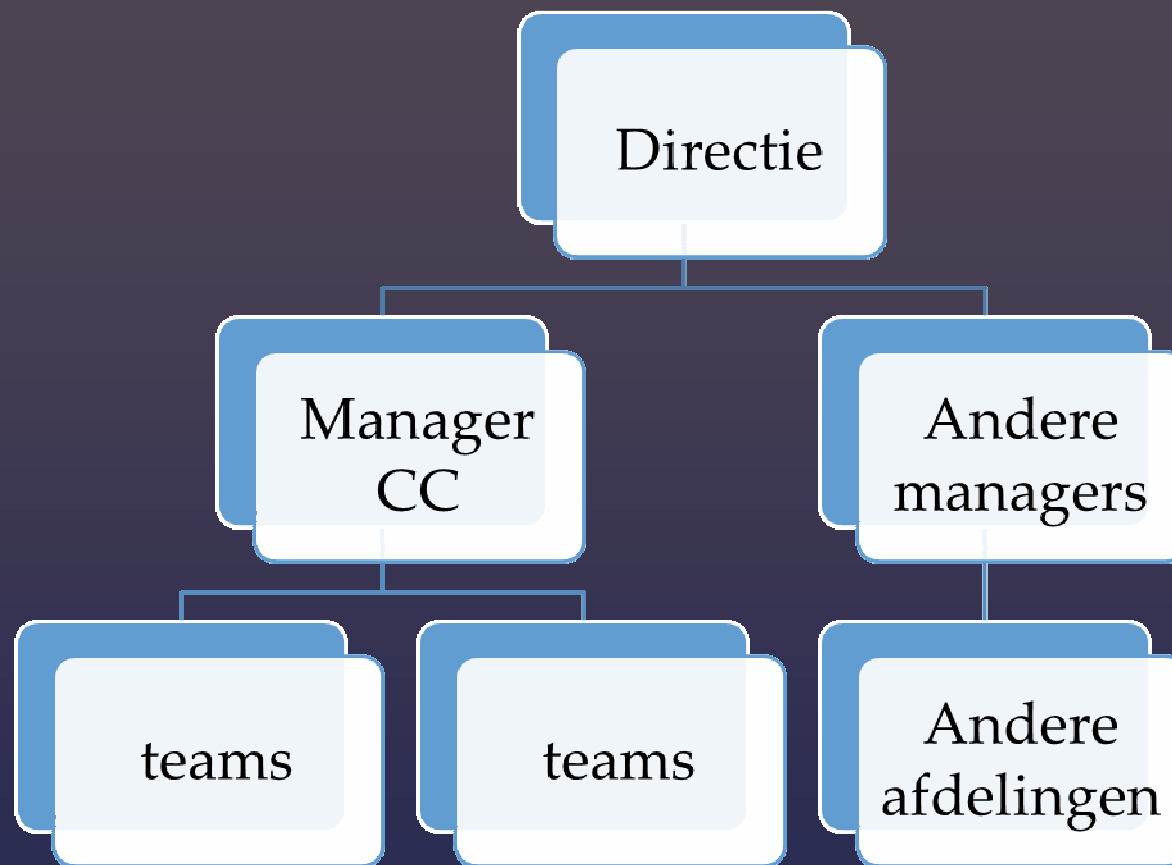 Directie
Manager
CC
Andere
managers
teams
teams
Andere
afdelingen